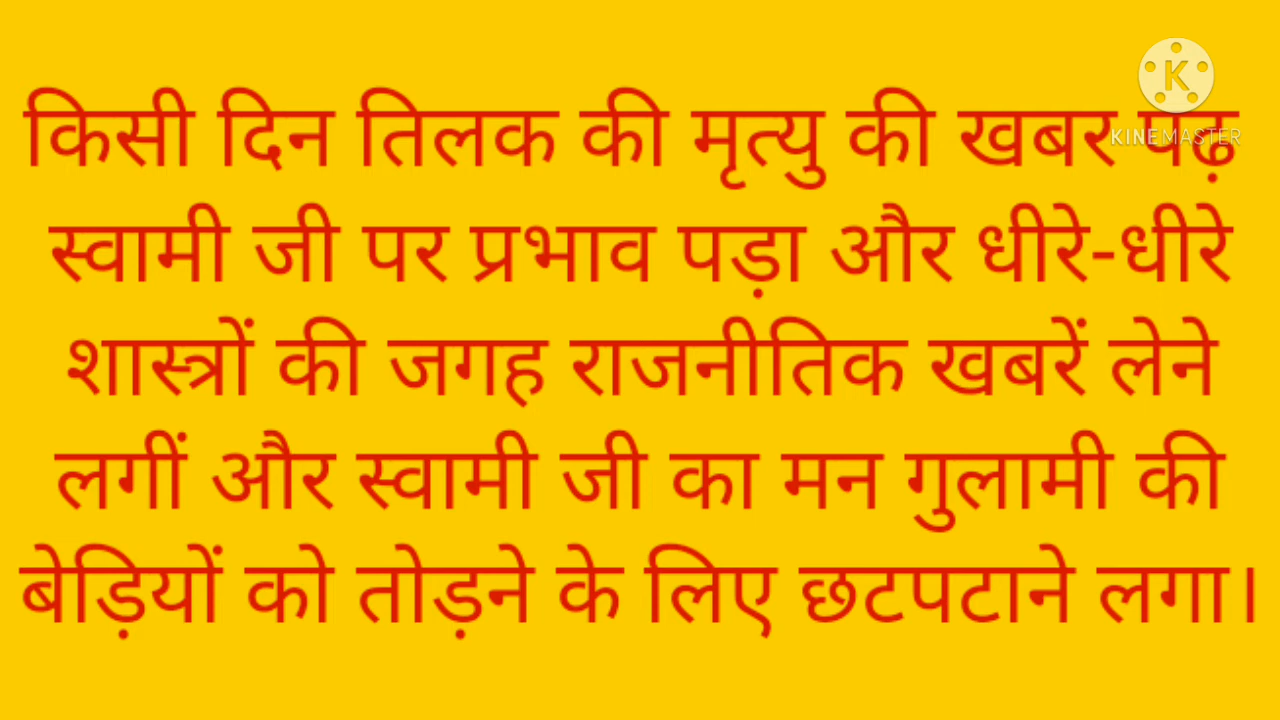 किसी दिन तिलक की मृत्यु की खबर पढ़
स्वामी जी पर प्रभाव पड़ा और धीरे-धीरे
शास्त्रों की जगह राजनीतिक खबरें लेने
लगीं और स्वामी जी का मन गुलामी की
बेड़ियों को तोड़ने के लिए छटपटाने लगा।
K
KINEMASTER